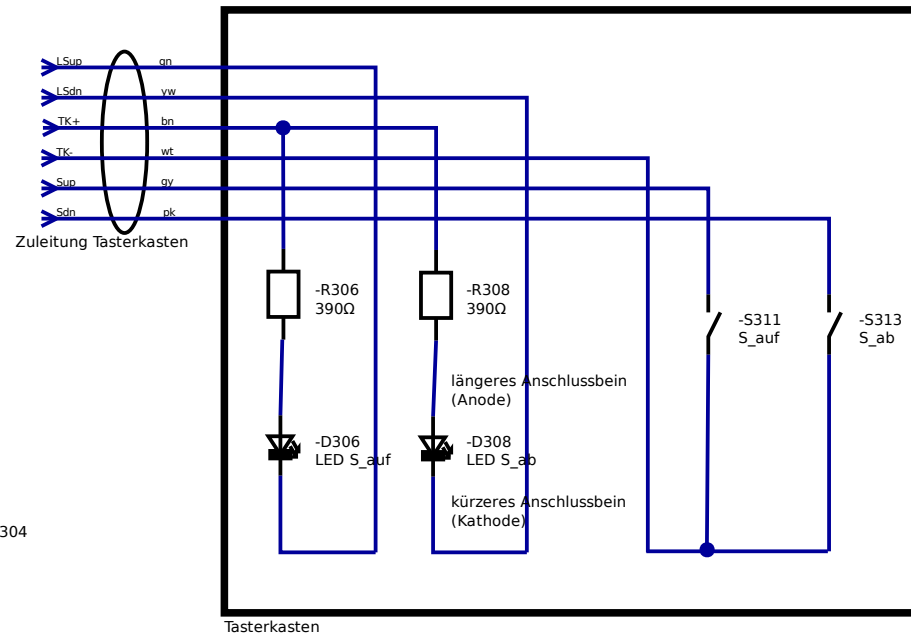 LSup gn
LSdn yw
TK+ bn
TK- wt
Sup gy
Sdn pk
Zuleitung Tasterkasten
-R306
390Ω
-R308
390Ω
-S311
S_auf
-S313
S_ab
längeres Anschlussbein
(Anode)
-D306
LED S_auf
-D308
LED S_ab
kürzeres Anschlussbein
(Kathode)
304
Tasterkasten